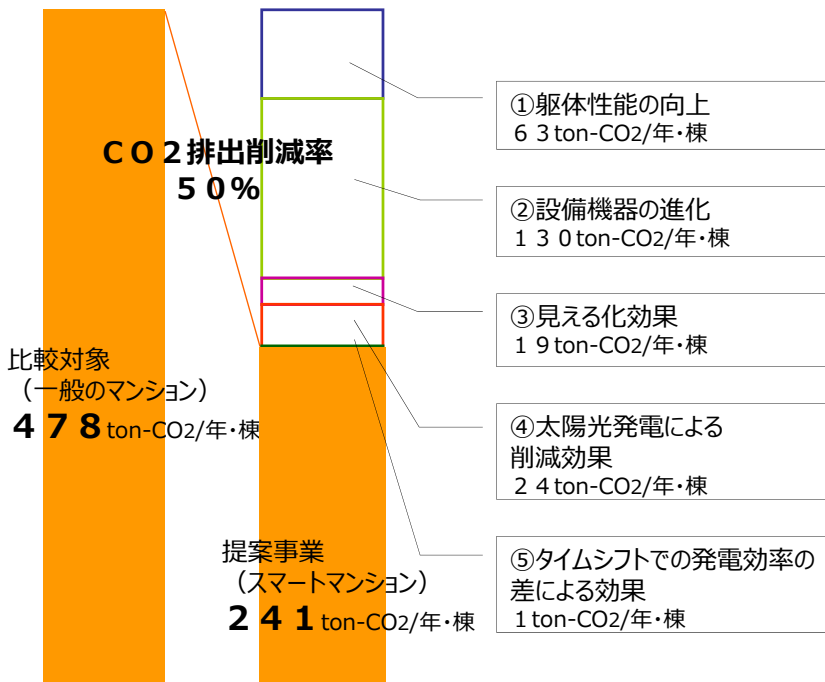 ＣＯ２排出削減率
５０%
比較対象
（一般のマンション）
４７８ton-CO2/年・棟
提案事業
（スマートマンション）
２４１ton-CO2/年・棟
①躯体性能の向上
６３ton-CO2/年・棟
②設備機器の進化
１３０ton-CO2/年・棟
③見える化効果
１９ton-CO2/年・棟
④太陽光発電による
削減効果
２４ton-CO2/年・棟
⑤タイムシフトでの発電効率の
差による効果
1ton-CO2/年・棟